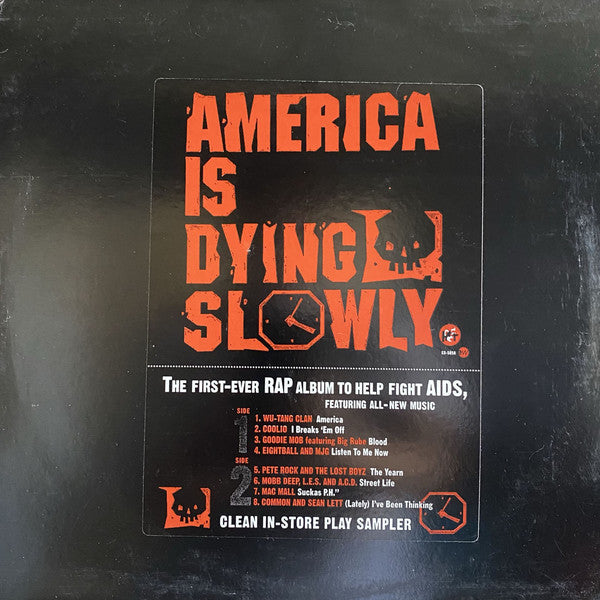 AMERICA
IS
DYING
SLOWLY
THE FIRST-EVER RAP ALBUM TO HELP FIGHT AIDS,
FEATURING ALL-NEW MUSIC
SIDE
1
1. WU-TANG CLAN America
2. COOLIO I Breaks 'Em Off
3. GOODIE MOB featuring Big Rube Blood
4. EIGHTBALL AND MJG Listen To Me Now
SIDE
2
5. PETE ROCK AND THE LOST BOYZ The Yearn
6. MOBB DEEP, L.E.S. AND A.C.D. Street Life
7. MAC MALL Suckas P.H."
8. COMMON AND SEAN LETT (Lately) I've Been Thinking
CLEAN IN-STORE PLAY SAMPLER